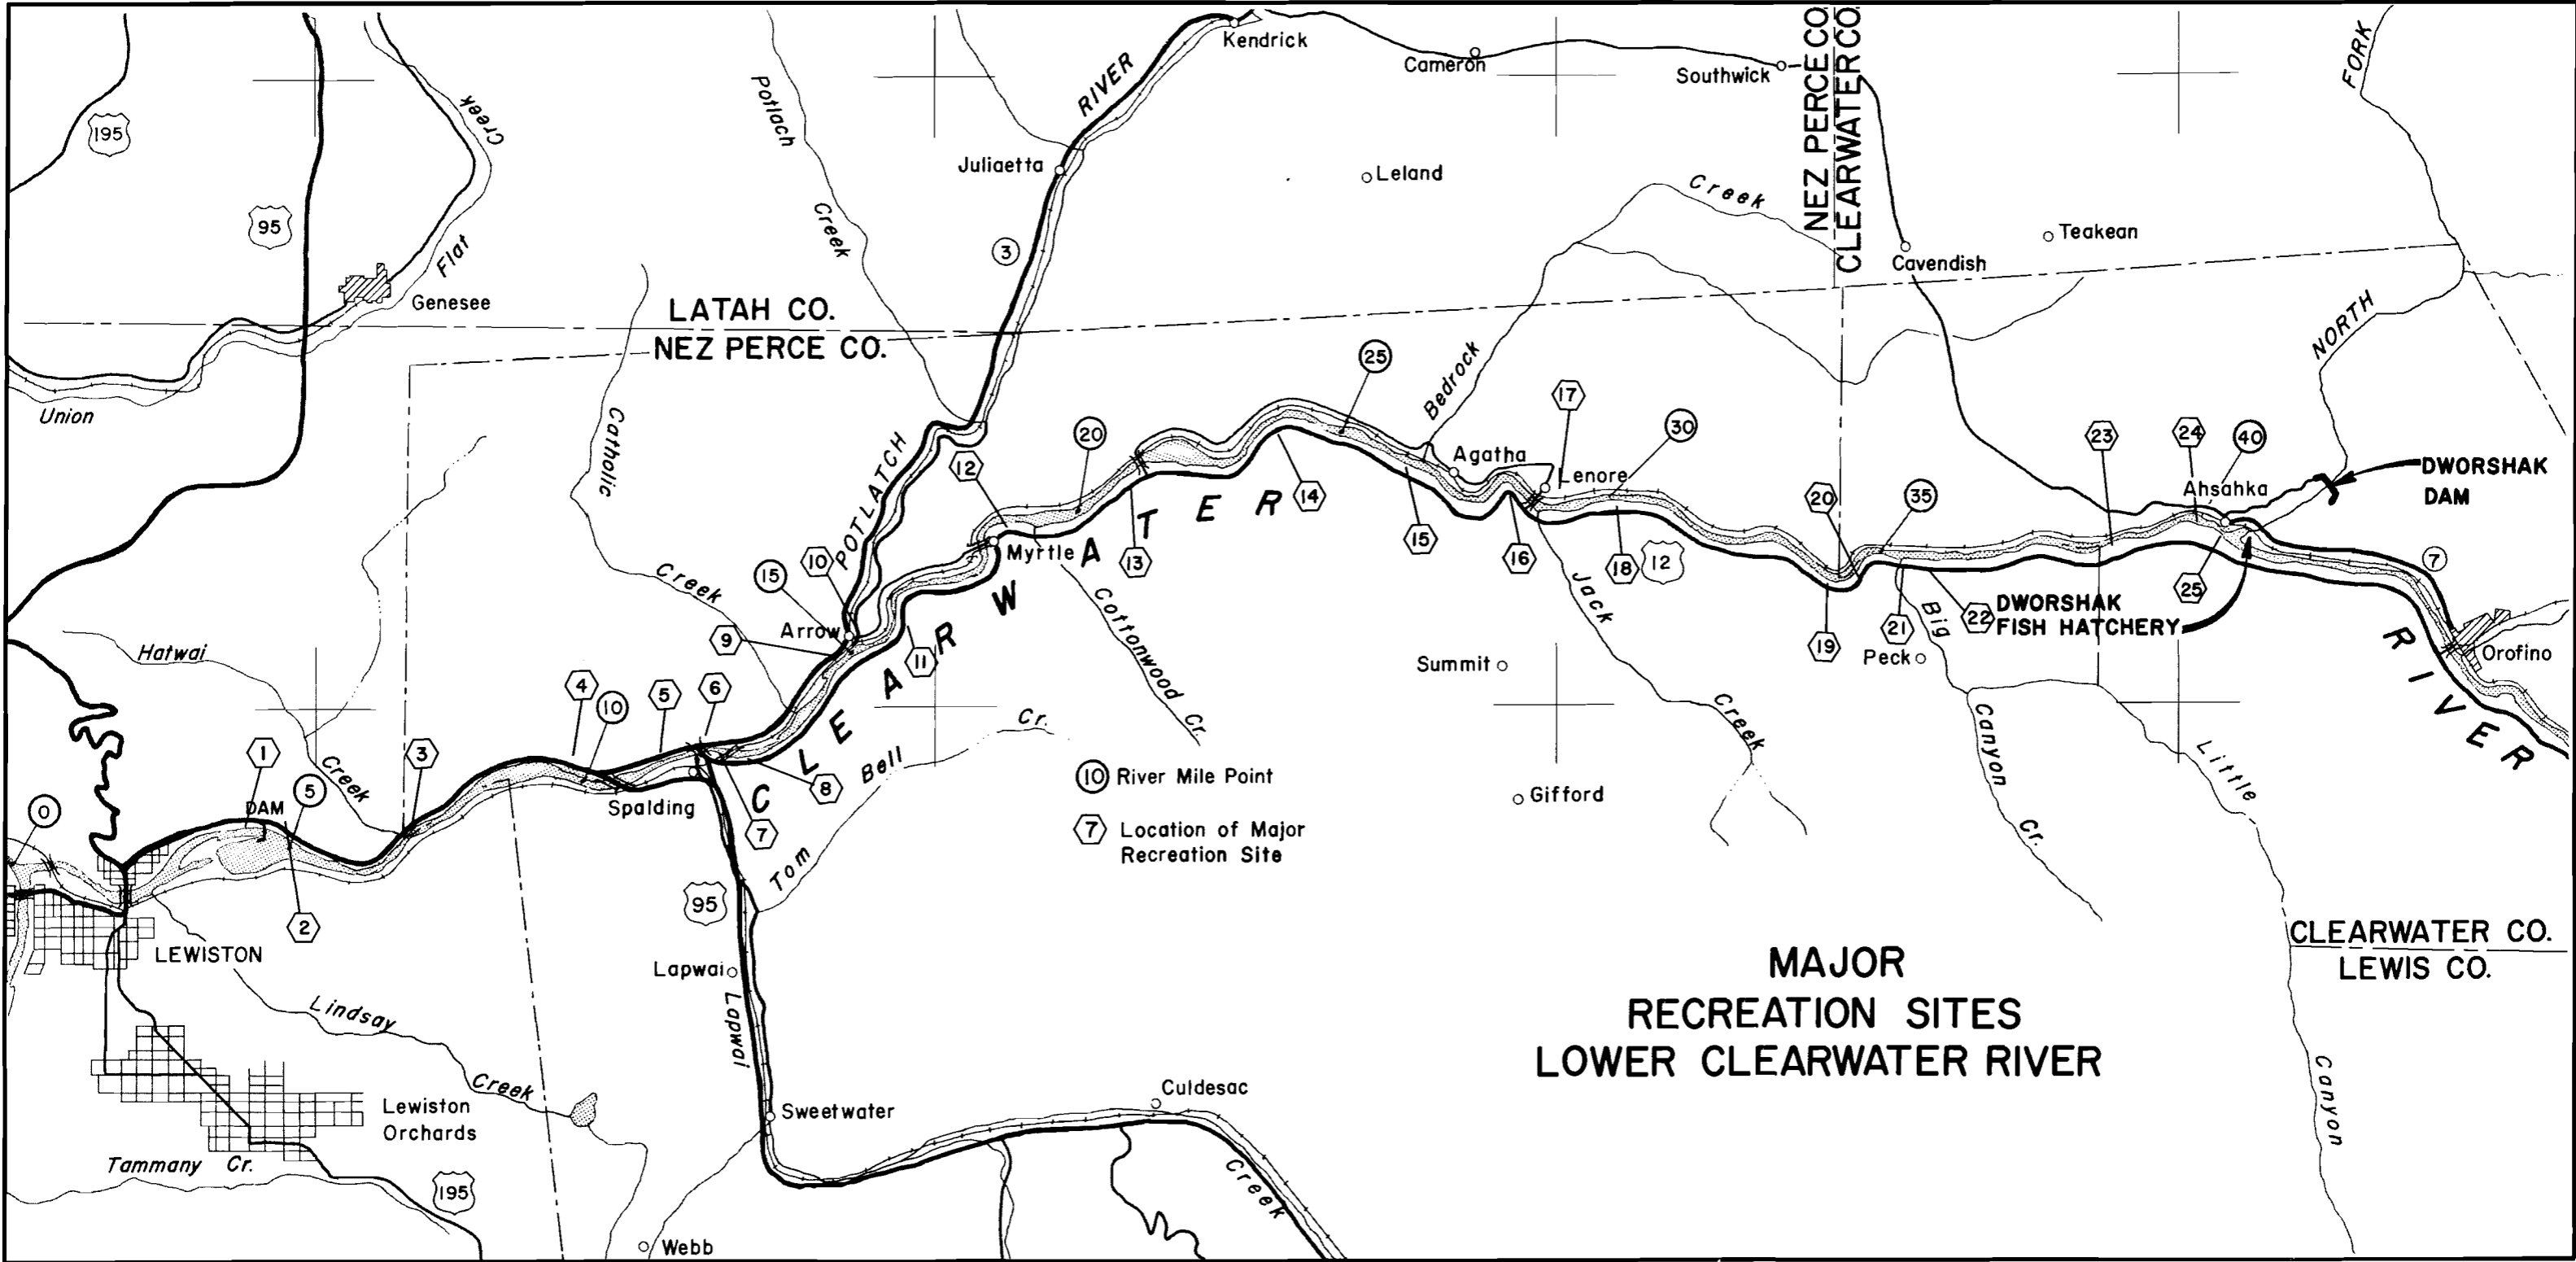 Kendrick
Cameron
Southwick
NEZ PERCE CO.
CLEARWATER CO.
FORK
195
Creek
Potlach
RIVER
Juliaetta
Leland
Creek
95
Creek
3
Teakean
Cavendish
Flat
Genesee
LATAH CO.
NEZ PERCE CO.
NORTH
Union
Catholic
25
Bedrock
17
20
30
POTLATCH
12
Agatha
Lenore
14
23
24
40
DWORSHAK
DAM
Ahsahka
20
35
Myrtle
13
15
16
18
12
7
10
15
Creek
Arrow
9
11
Cottonwood Cr.
Jack
Creek
Summit
19
21
22
Big
Peck
DWORSHAK
FISH HATCHERY
25
Orofino
Hatwai
Creek
4
10
5
6
CLEARWATER
RIVER
Cr.
Bell
Tom
Canyon
Cr.
Little
Canyon
1
DAM
5
3
0
2
Spalding
8
7
10 River Mile Point
7 Location of Major
Recreation Site
Gifford
95
LEWISTON
Lapwai
Lapwai
CLEARWATER CO.
LEWIS CO.
MAJOR
RECREATION SITES
LOWER CLEARWATER RIVER
Lindsay
Creek
Lewiston
Orchards
Sweetwater
Culdesac
Creek
Tammany Cr.
195
Webb